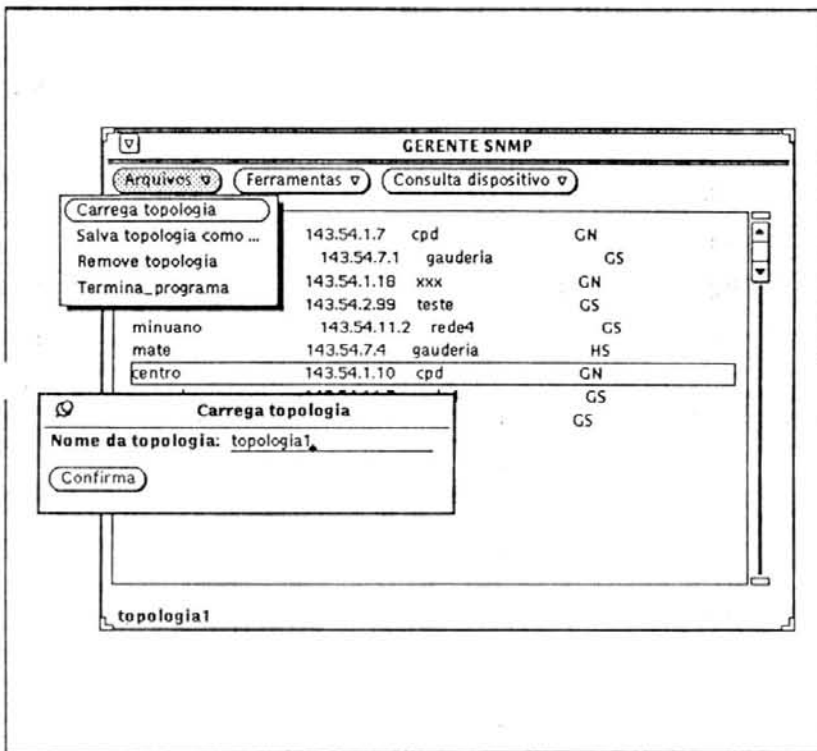 GERENTE SNMP
Arquivos Ferramentas Consulta dispositivo
Carrega topologia
Salva topologia como ...
Remove topologia
Termina_programa
143.54.1.7 cpd GN
143.54.7.1 gauderia GS
143.54.1.18 xxx GN
143.54.2.99 teste GS
minuano 143.54.11.2 rede4 GS
mate 143.54.7.4 gauderia HS
centro 143.54.1.10 cpd GN
GS
GS
Carrega topologia
Nome da topologia: topologia1
Confirma
topologia1